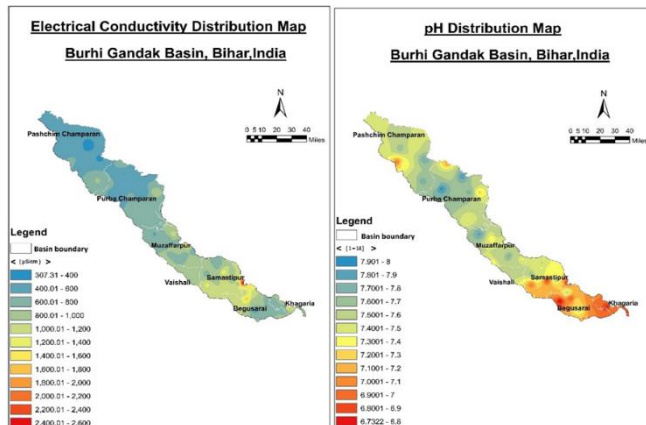 Electrical Conductivity Distribution Map
Burhi Gandak Basin, Bihar,India
N
0 5 10 20 30 40
Miles
Pashchim Champaran
Purba Champaran
Muzaffarpur
Vaishali
Samastipur
Begusarai
Khagaria
Legend
Basin boundary
307.31 - 400
400.01 - 600
600.01 - 800
800.01 - 1,000
1,000.01 - 1,200
1,200.01 - 1,400
1,400.01 - 1,600
1,600.01 - 1,800
1,800.01 - 2,000
2,000.01 - 2,200
2,200.01 - 2,400
2,400.01 - 2,600
pH Distribution Map
Burhi Gandak Basin, Bihar,India
N
0 5 10 20 30 40
Miles
Pashchim Champaran
Purba Champaran
Muzaffarpur
Vaishali
Samastipur
Begusarai
Khagaria
Legend
Basin boundary
< [1-14] >
7.901 - 8
7.801 - 7.9
7.7001 - 7.8
7.6001 - 7.7
7.5001 - 7.6
7.4001 - 7.5
7.3001 - 7.4
7.2001 - 7.3
7.1001 - 7.2
7.0001 - 7.1
6.9001 - 7
6.8001 - 6.9
6.7322 - 6.8